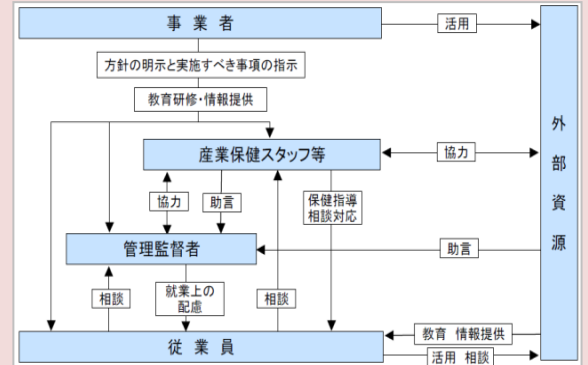 事業者
活用
方針の明示と実施すべき事項の指示
教育研修・情報提供
産業保健スタッフ等
協力
外部資源
協力
助言
保健指導
相談対応
管理監督者
助言
相談
就業上の
配慮
相談
従業員
教育 情報提供
活用 相談